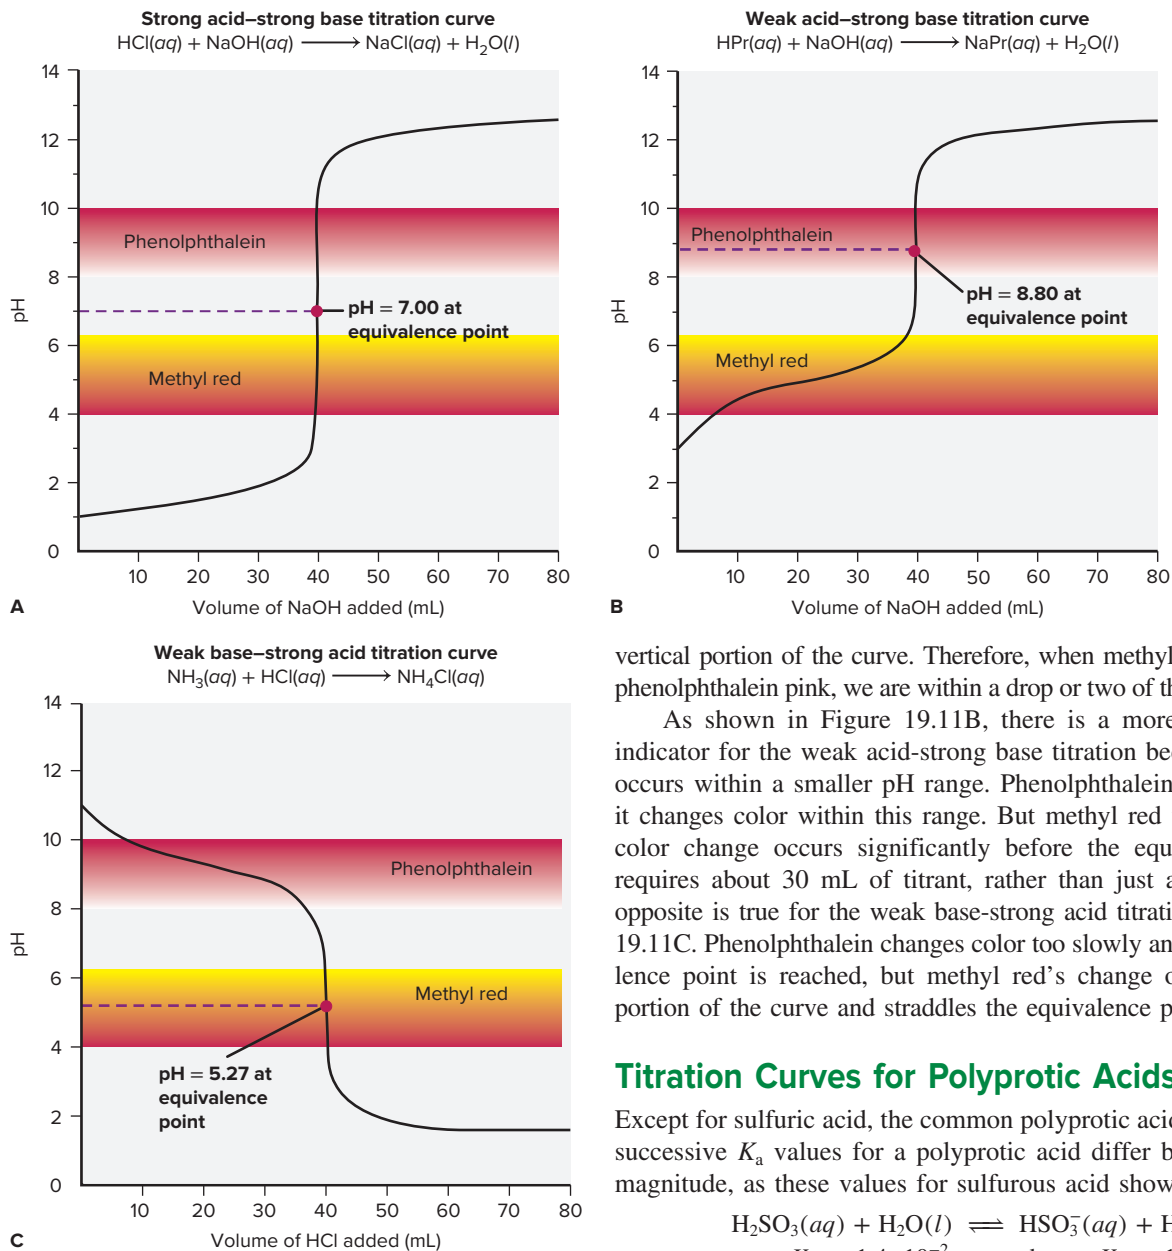 Strong acid–strong base titration curve
HCl(aq) + NaOH(aq) ⟶ NaCl(aq) + H₂O(l)
14
12
10
8
6
4
2
0
pH
Phenolphthalein
pH = 7.00 at
equivalence point
Methyl red
10 20 30 40 50 60 70 80
Volume of NaOH added (mL)
A
Weak acid–strong base titration curve
HPr(aq) + NaOH(aq) ⟶ NaPr(aq) + H₂O(l)
14
12
10
8
6
4
2
0
pH
Phenolphthalein
pH = 8.80 at
equivalence point
Methyl red
10 20 30 40 50 60 70 80
Volume of NaOH added (mL)
B
Weak base–strong acid titration curve
NH₃(aq) + HCl(aq) ⟶ NH₄Cl(aq)
14
12
10
8
6
4
2
0
pH
Phenolphthalein
Methyl red
pH = 5.27 at
equivalence
point
10 20 30 40 50 60 70 80
Volume of HCl added (mL)
C
vertical portion of the curve. Therefore, when methyl
phenolphthalein pink, we are within a drop or two of th
As shown in Figure 19.11B, there is a more
indicator for the weak acid-strong base titration bec
occurs within a smaller pH range. Phenolphthalein
it changes color within this range. But methyl red
color change occurs significantly before the equ
requires about 30 mL of titrant, rather than just a
opposite is true for the weak base-strong acid titrati
19.11C. Phenolphthalein changes color too slowly an
lence point is reached, but methyl red's change o
portion of the curve and straddles the equivalence p
Titration Curves for Polyprotic Acids
Except for sulfuric acid, the common polyprotic acid
successive Kₐ values for a polyprotic acid differ b
magnitude, as these values for sulfurous acid show
H₂SO₃(aq) + H₂O(l) ⇌ HSO₃⁻(aq) + H